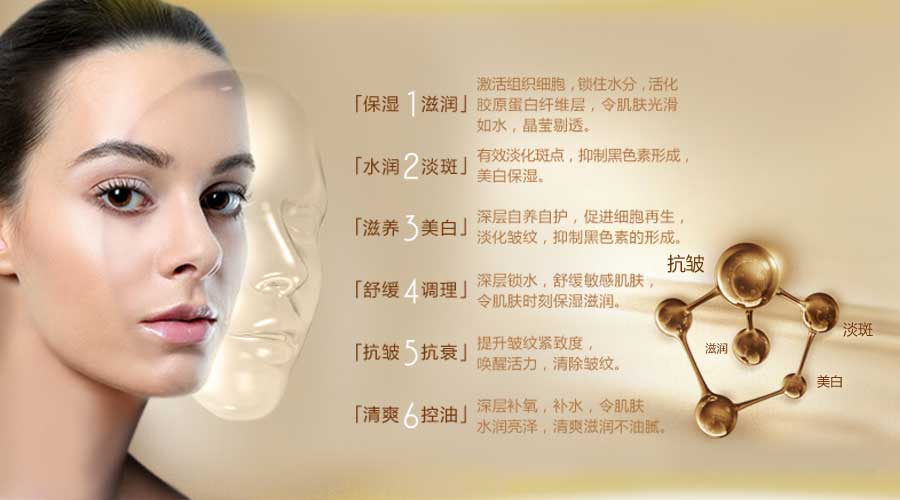 「保湿1滋润」
激活组织细胞，锁住水分，活化
胶原蛋白纤维层，令肌肤光滑
如水，晶莹剔透。
「水润2淡斑」
有效淡化斑点，抑制黑色素形成，
美白保湿。
「滋养3美白」
深层自养自护，促进细胞再生，
淡化皱纹，抑制黑色素的形成。
「舒缓4调理」
深层锁水，舒缓敏感肌肤，
令肌肤时刻保湿滋润。
「抗皱5抗衰」
提升皱纹紧致度，
唤醒活力，清除皱纹。
「清爽6控油」
深层补氧，补水，令肌肤
水润亮泽，清爽滋润不油腻。
抗皱
淡斑
滋润
美白